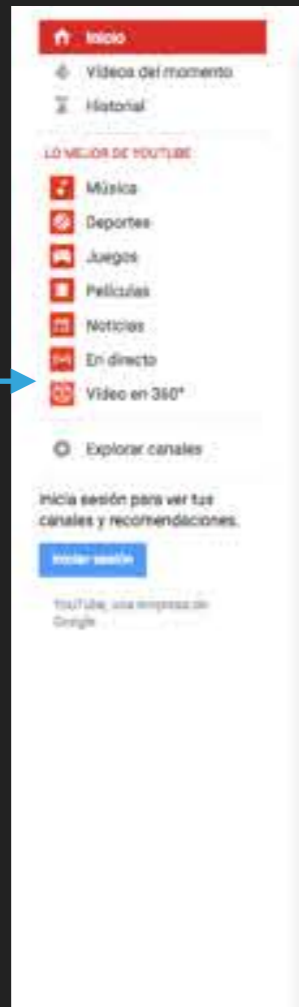 Inicio
Vídeos del momento
Historial
LO MEJOR DE YOUTUBE
Música
Deportes
Juegos
Películas
Noticias
En directo
Vídeo en 360°
Explorar canales
Inicia sesión para ver tus
canales y recomendaciones.
Iniciar sesión
YouTube, una empresa de
Google